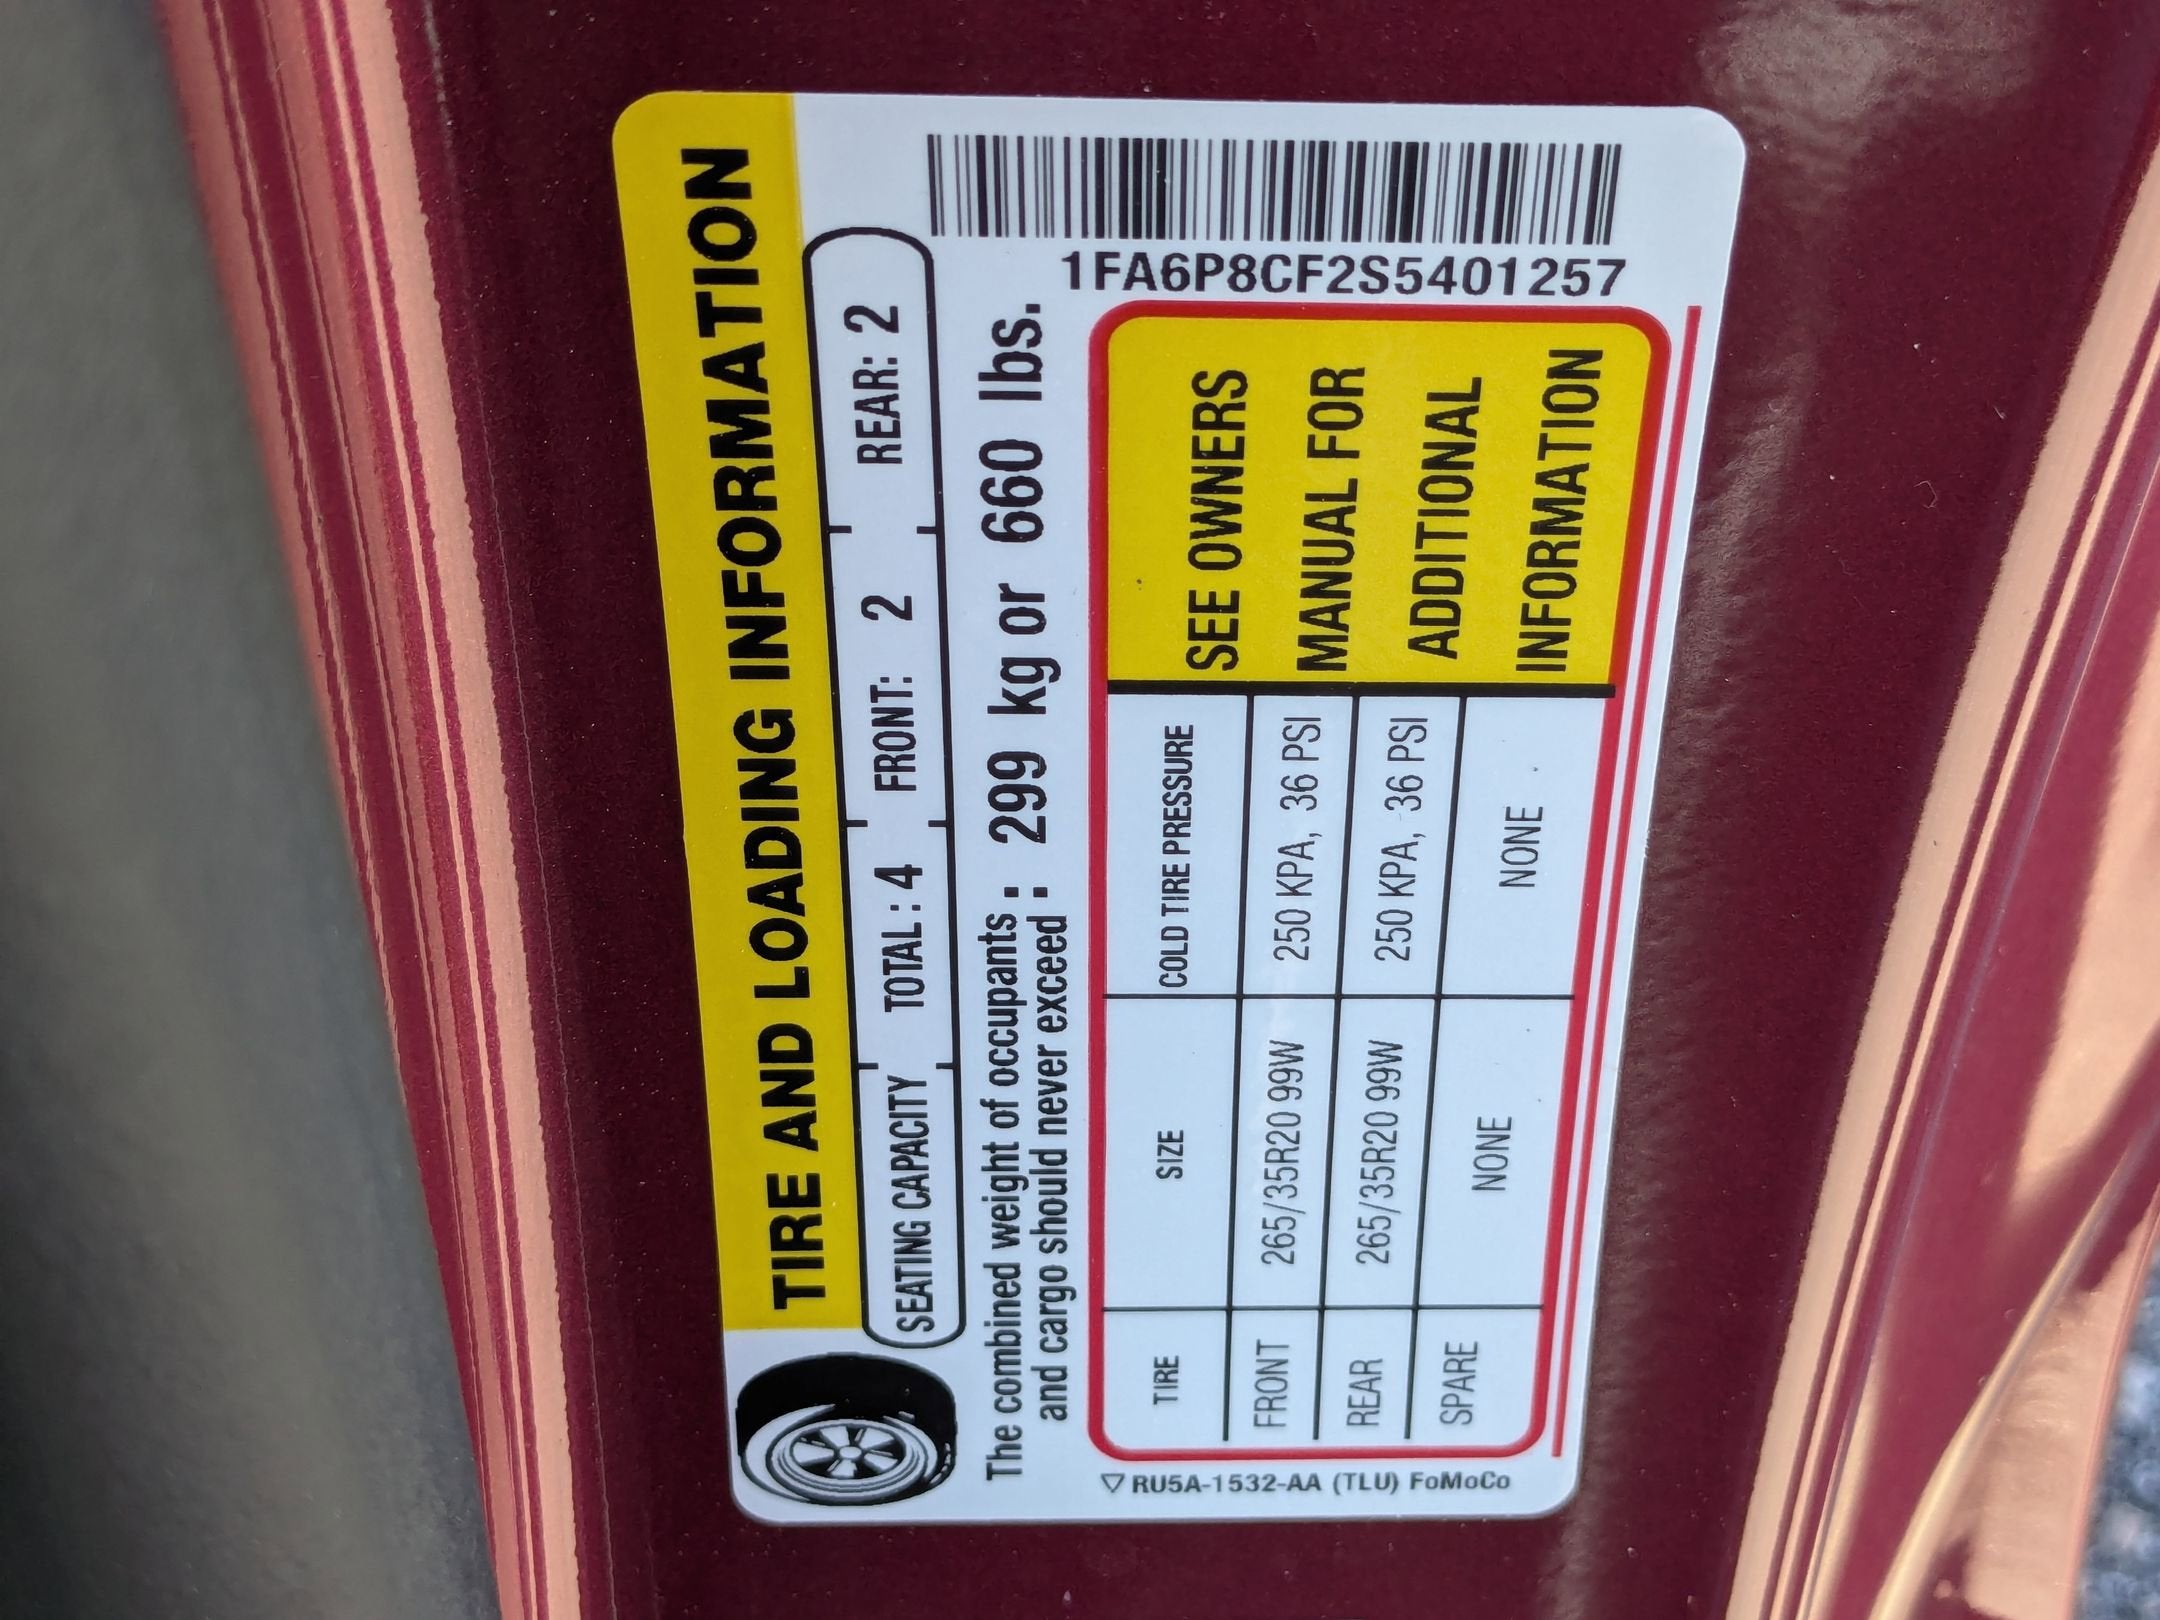 TIRE AND LOADING INFORMATION
SEATING CAPACITY TOTAL: 4 FRONT: 2 REAR: 2
The combined weight of occupants : 299 kg or 660 lbs.
and cargo should never exceed :
TIRE SIZE COLD TIRE PRESSURE
FRONT 265/35R20 99W 250 KPA, 36 PSI
REAR 265/35R20 99W 250 KPA, 36 PSI
SPARE NONE NONE
SEE OWNERS
MANUAL FOR
ADDITIONAL
INFORMATION
1FA6P8CF2S5401257
RU5A-1532-AA (TLU) FoMoCo